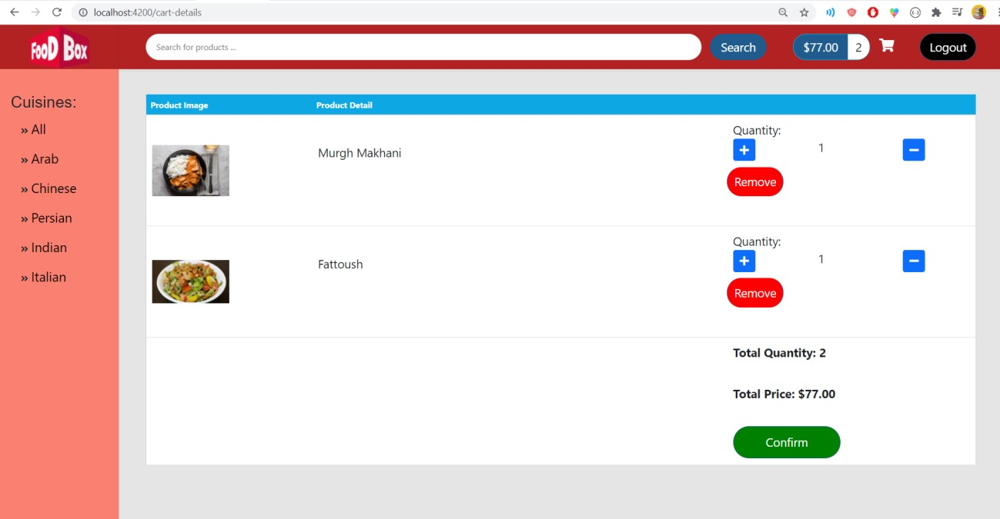 localhost:4200/cart-details
FooD Box
Search for products ...
Search
$77.00 2
Logout
Cuisines:
» All
» Arab
» Chinese
» Persian
» Indian
» Italian
Product Image Product Detail
Murgh Makhani
Quantity:
+ 1 −
Remove
Fattoush
Quantity:
+ 1 −
Remove
Total Quantity: 2
Total Price: $77.00
Confirm